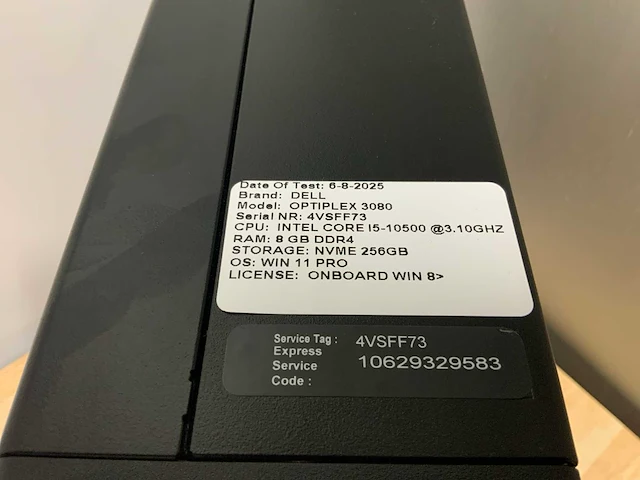 Date Of Test: 6-8-2025
Brand: DELL
Model: OPTIPLEX 3080
Serial NR: 4VSFF73
CPU: INTEL CORE I5-10500 @3.10GHZ
RAM: 8 GB DDR4
STORAGE: NVME 256GB
OS: WIN 11 PRO
LICENSE: ONBOARD WIN 8>
Service Tag : 4VSFF73
Express
Service 10629329583
Code :